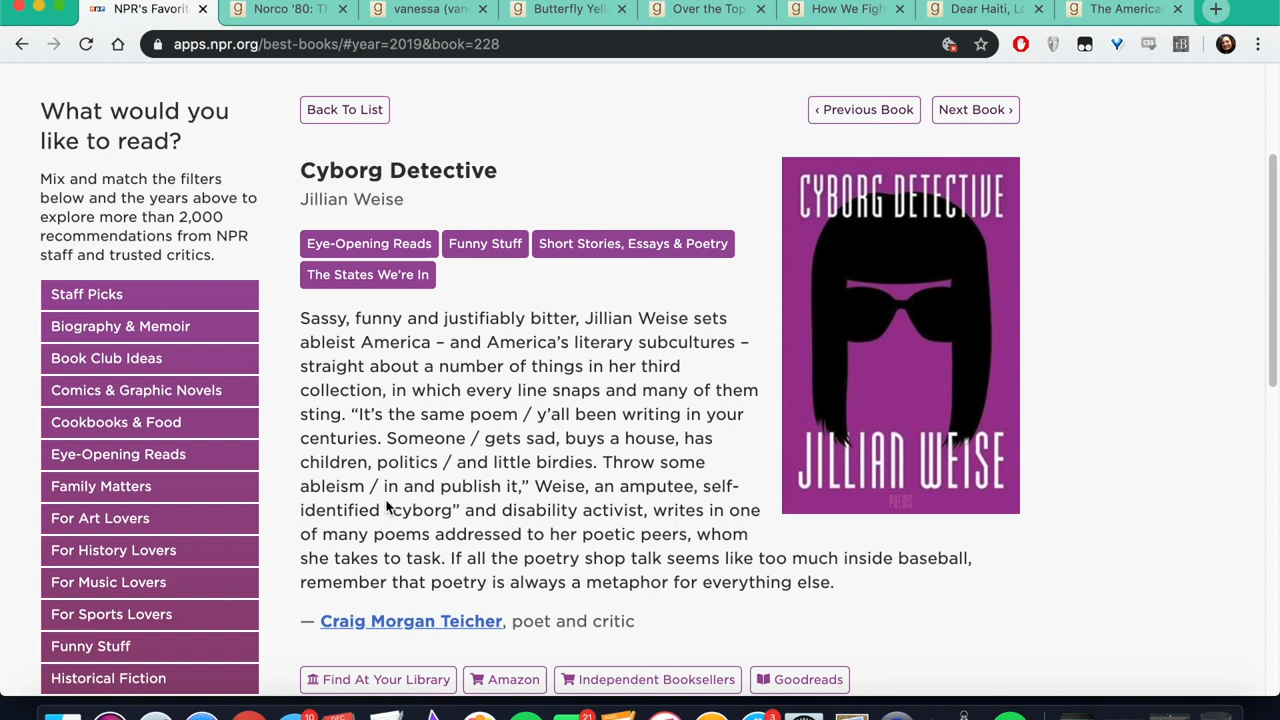 NPR's Favorit
Norco '80: Th
vanessa (van
Butterfly Yell
Over the Top
How We Figh
Dear Haiti, Lo
The American
apps.npr.org/best-books/#year=2019&book=228
What would you
like to read?
Mix and match the filters
below and the years above to
explore more than 2,000
recommendations from NPR
staff and trusted critics.
Staff Picks
Biography & Memoir
Book Club Ideas
Comics & Graphic Novels
Cookbooks & Food
Eye-Opening Reads
Family Matters
For Art Lovers
For History Lovers
For Music Lovers
For Sports Lovers
Funny Stuff
Historical Fiction
Back To List
‹ Previous Book
Next Book ›
Cyborg Detective
Jillian Weise
Eye-Opening Reads
Funny Stuff
Short Stories, Essays & Poetry
The States We're In
Sassy, funny and justifiably bitter, Jillian Weise sets
ableist America – and America's literary subcultures –
straight about a number of things in her third
collection, in which every line snaps and many of them
sting. “It's the same poem / y'all been writing in your
centuries. Someone / gets sad, buys a house, has
children, politics / and little birdies. Throw some
ableism / in and publish it,” Weise, an amputee, self-
identified “cyborg” and disability activist, writes in one
of many poems addressed to her poetic peers, whom
she takes to task. If all the poetry shop talk seems like too much inside baseball,
remember that poetry is always a metaphor for everything else.
— Craig Morgan Teicher, poet and critic
Find At Your Library
Amazon
Independent Booksellers
Goodreads
CYBORG DETECTIVE
JILLIAN WEISE
POEMS
10
DEC
21
3